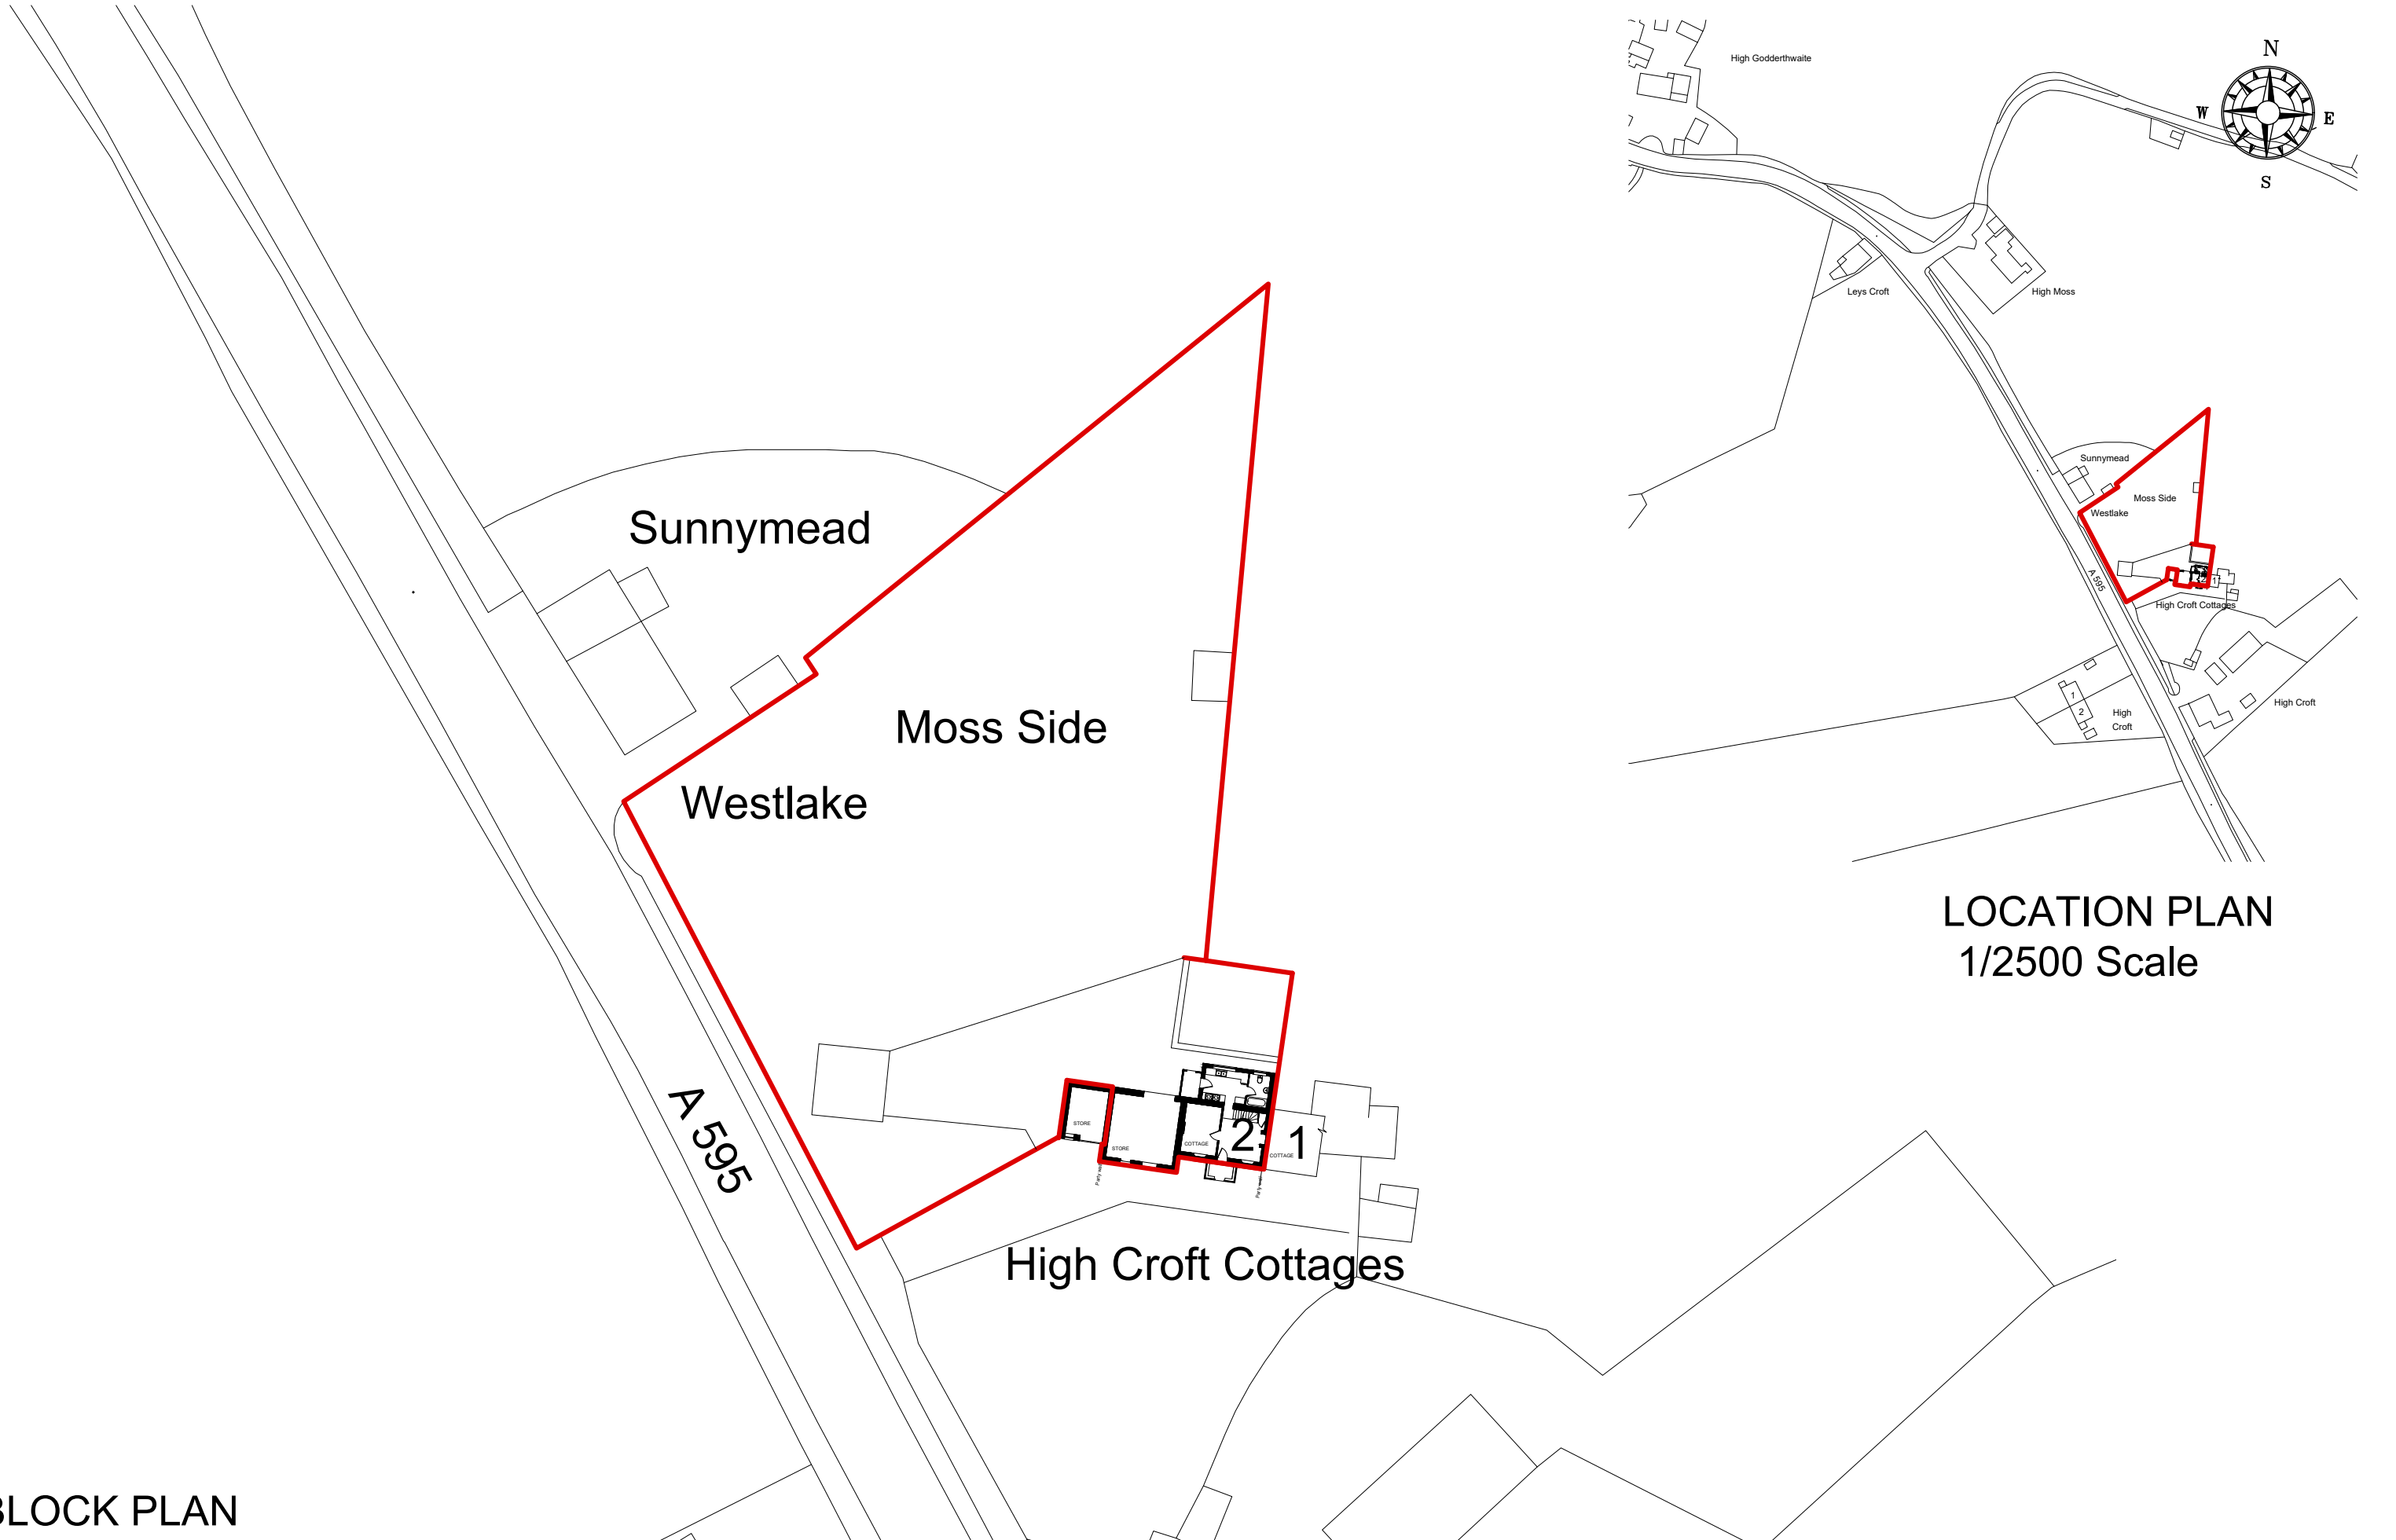 High Godderthwaite
N
W
E
S
Leys Croft
High Moss
Sunnymead
Moss Side
Westlake
A 595
2
1
High Croft Cottages
1
2
High
Croft
High Croft
LOCATION PLAN
1/2500 Scale
Sunnymead
Moss Side
Westlake
A 595
STORE
STORE
COTTAGE
2
1
COTTAGE
High Croft Cottages
BLOCK PLAN